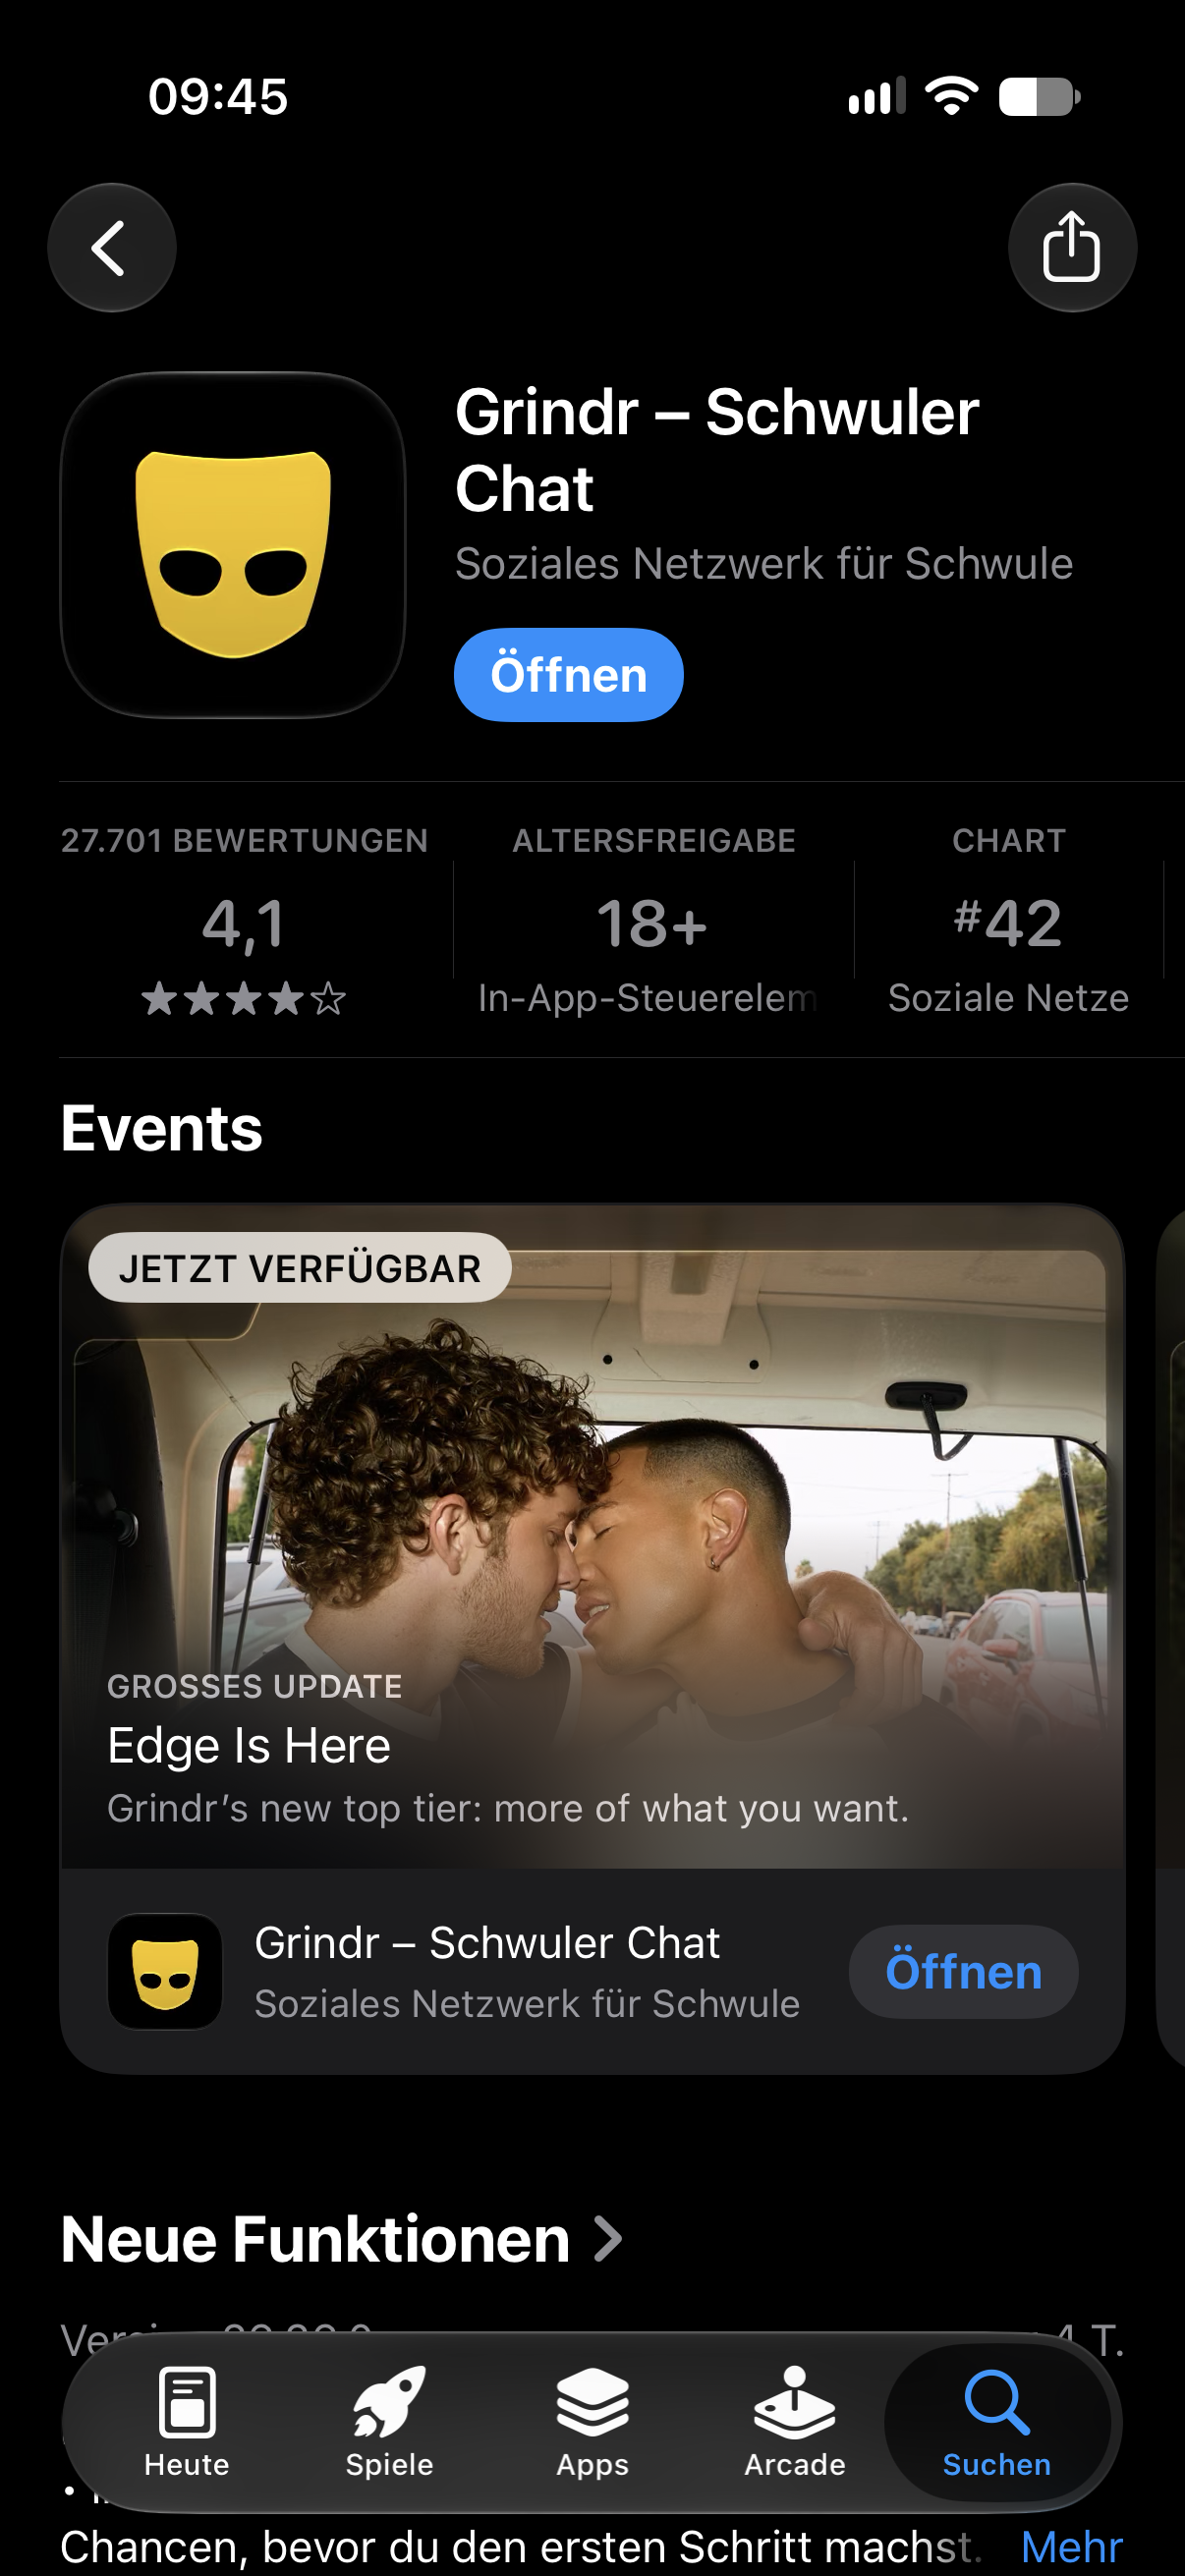 09:45
Grindr – Schwuler
Chat
Soziales Netzwerk für Schwule
Öffnen
27.701 BEWERTUNGEN
4,1
ALTERSFREIGABE
18+
In-App-Steuerelem
CHART
#42
Soziale Netze
Events
JETZT VERFÜGBAR
GROSSES UPDATE
Edge Is Here
Grindr’s new top tier: more of what you want.
Grindr – Schwuler Chat
Soziales Netzwerk für Schwule
Öffnen
Neue Funktionen
4 T.
Heute
Spiele
Apps
Arcade
Suchen
Chancen, bevor du den ersten Schritt machst. Mehr